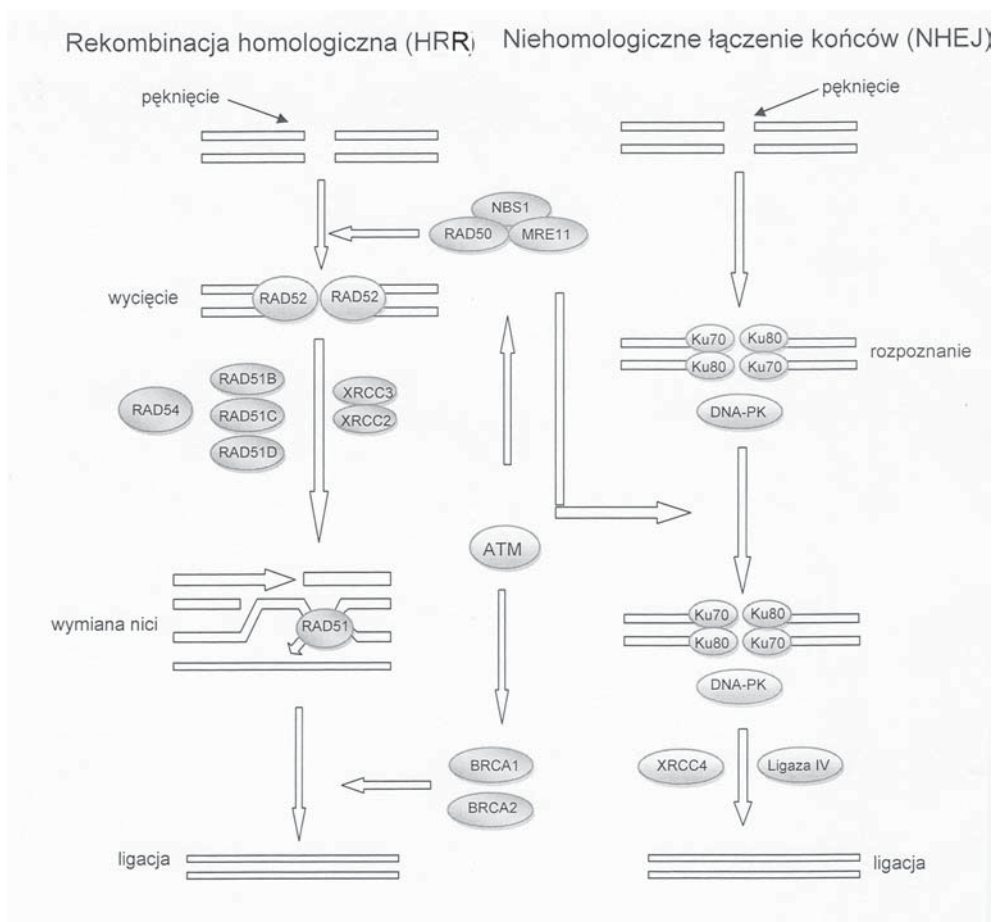 Rekombinacja homologiczna (HRR)
Niehomologiczne łączenie końców (NHEJ)
pęknięcie
pęknięcie
NBS1
RAD50
MRE11
wycięcie
RAD52
RAD52
Ku70
Ku80
Ku80
Ku70
rozpoznanie
DNA-PK
RAD54
RAD51B
RAD51C
RAD51D
XRCC3
XRCC2
ATM
wymiana nici
RAD51
Ku70
Ku80
Ku80
Ku70
DNA-PK
BRCA1
BRCA2
XRCC4
Ligaza IV
ligacja
ligacja